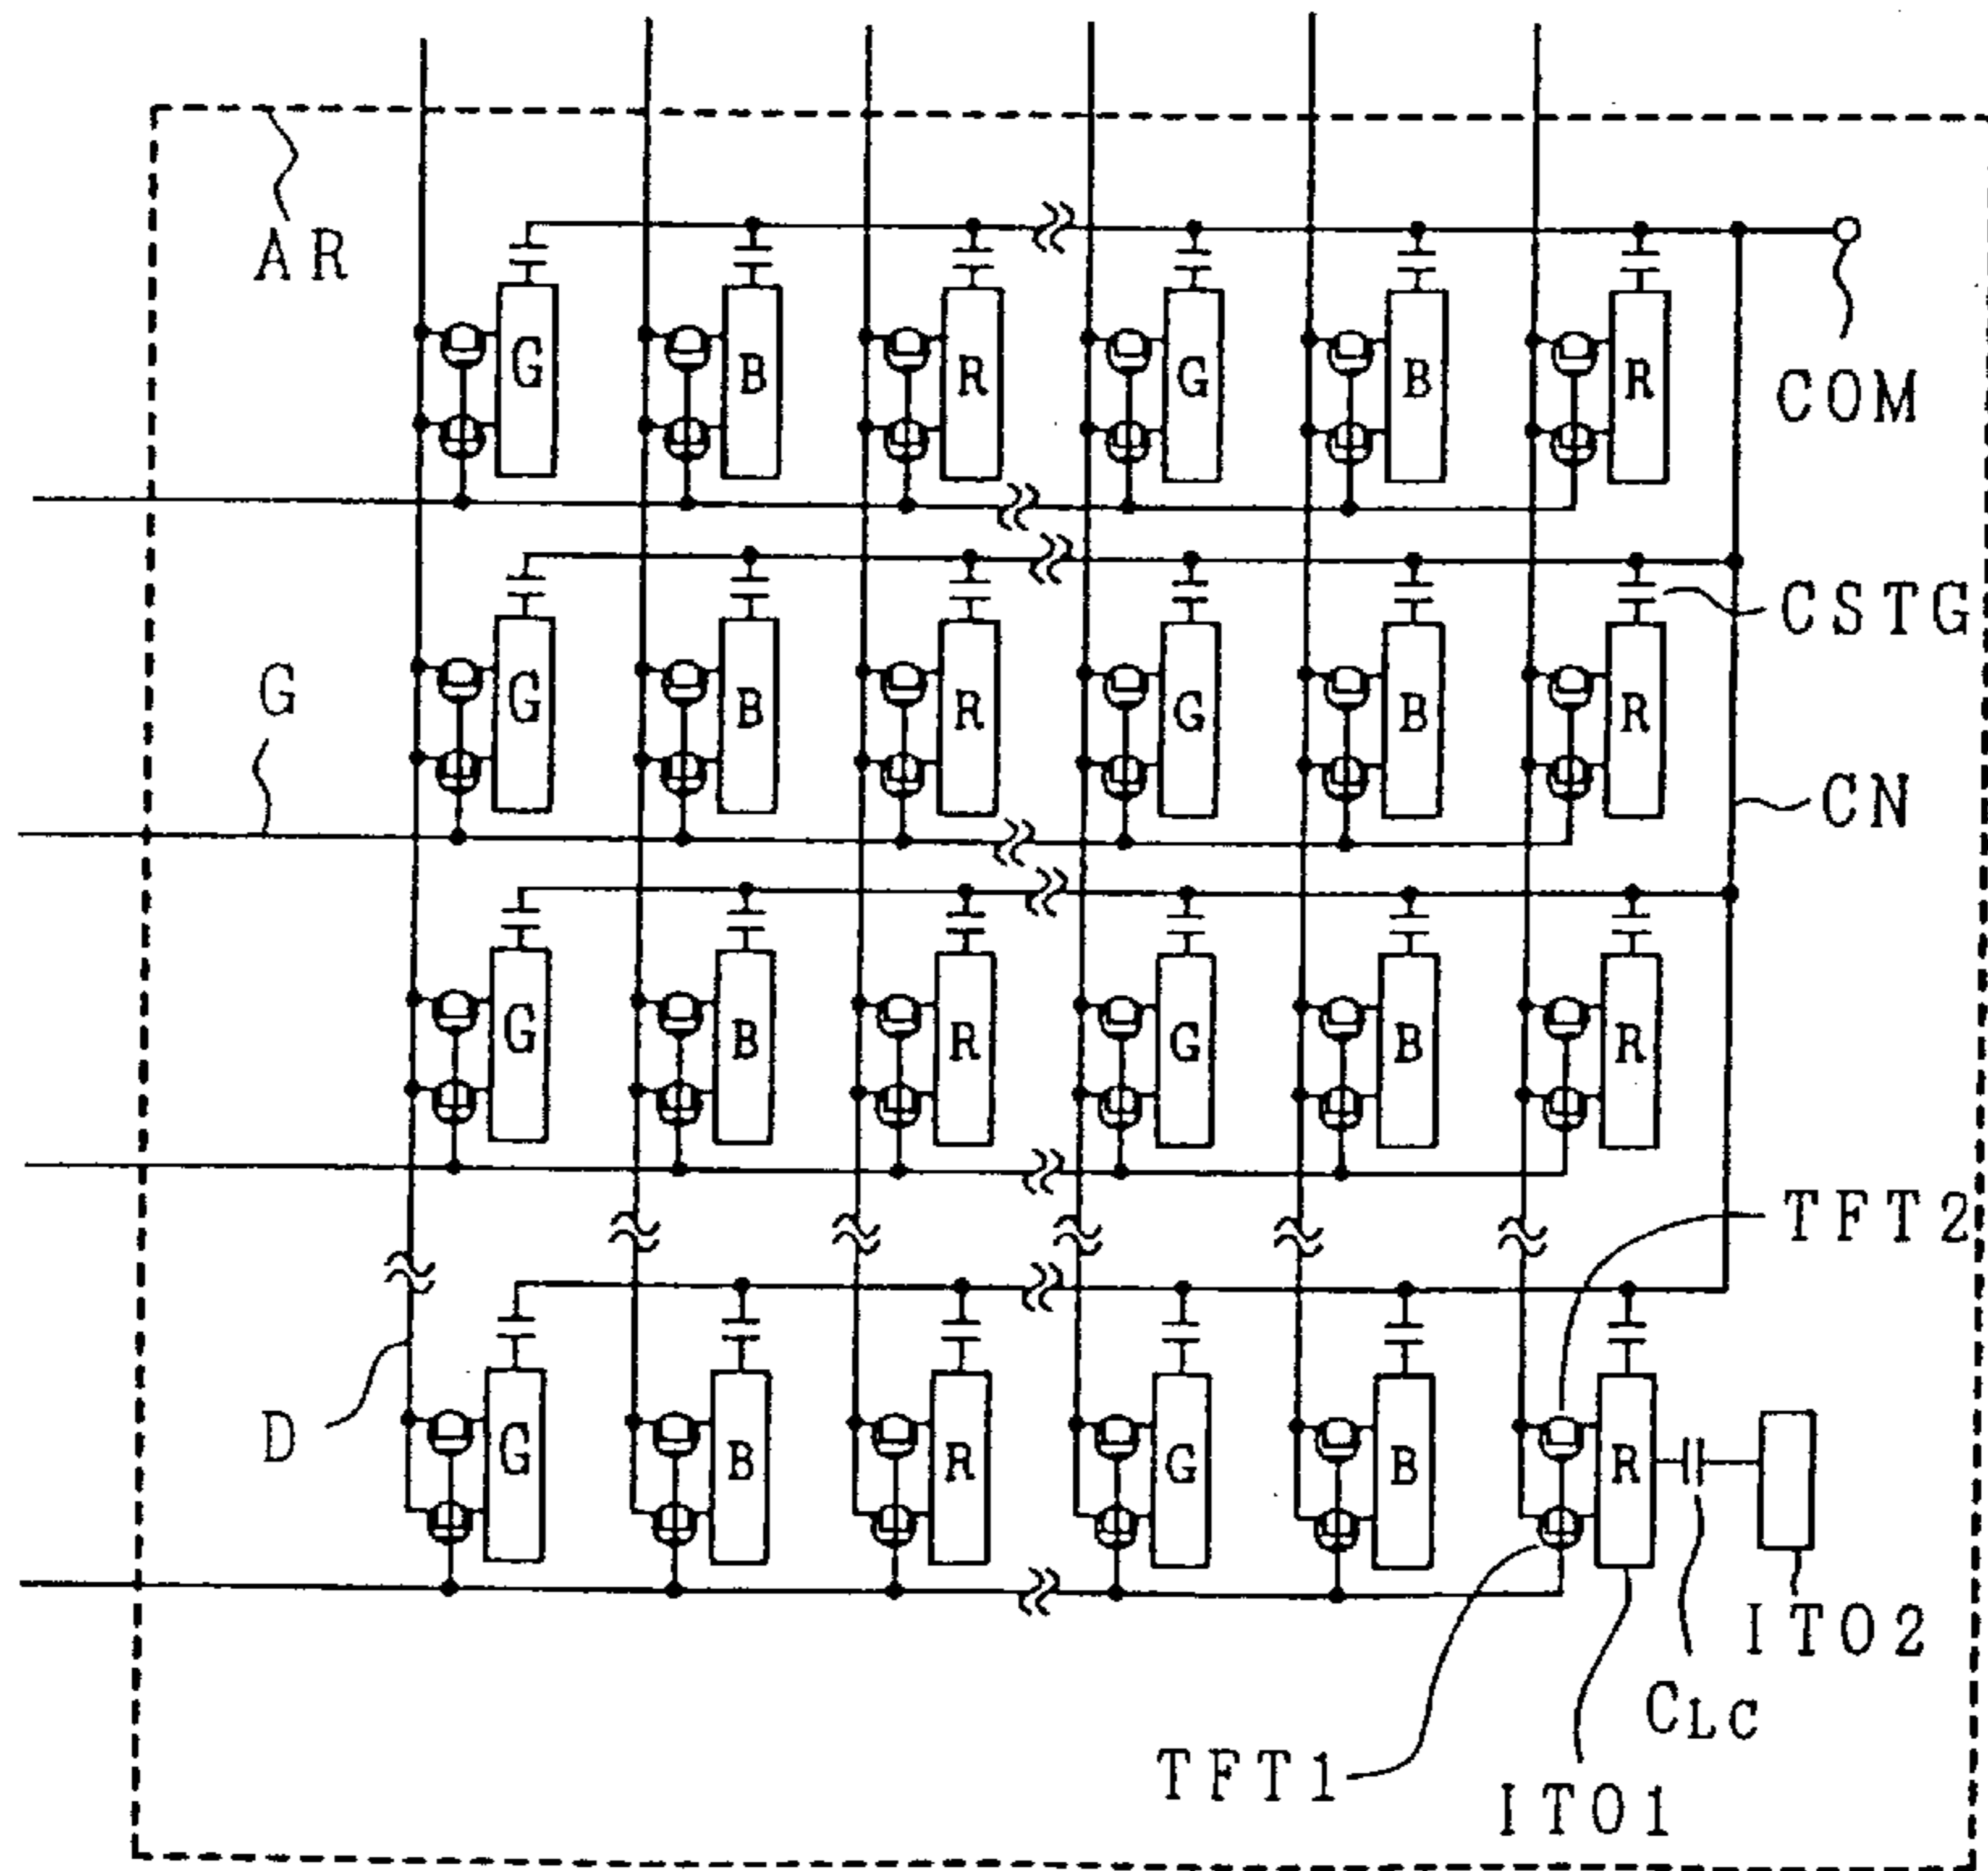 AR
G B R G B R
COM
G B R G B R
CSTG
G
CN
G B R G B R
TFT2
G B R G B R
D
ITO2
CLC
TFT1
ITO1